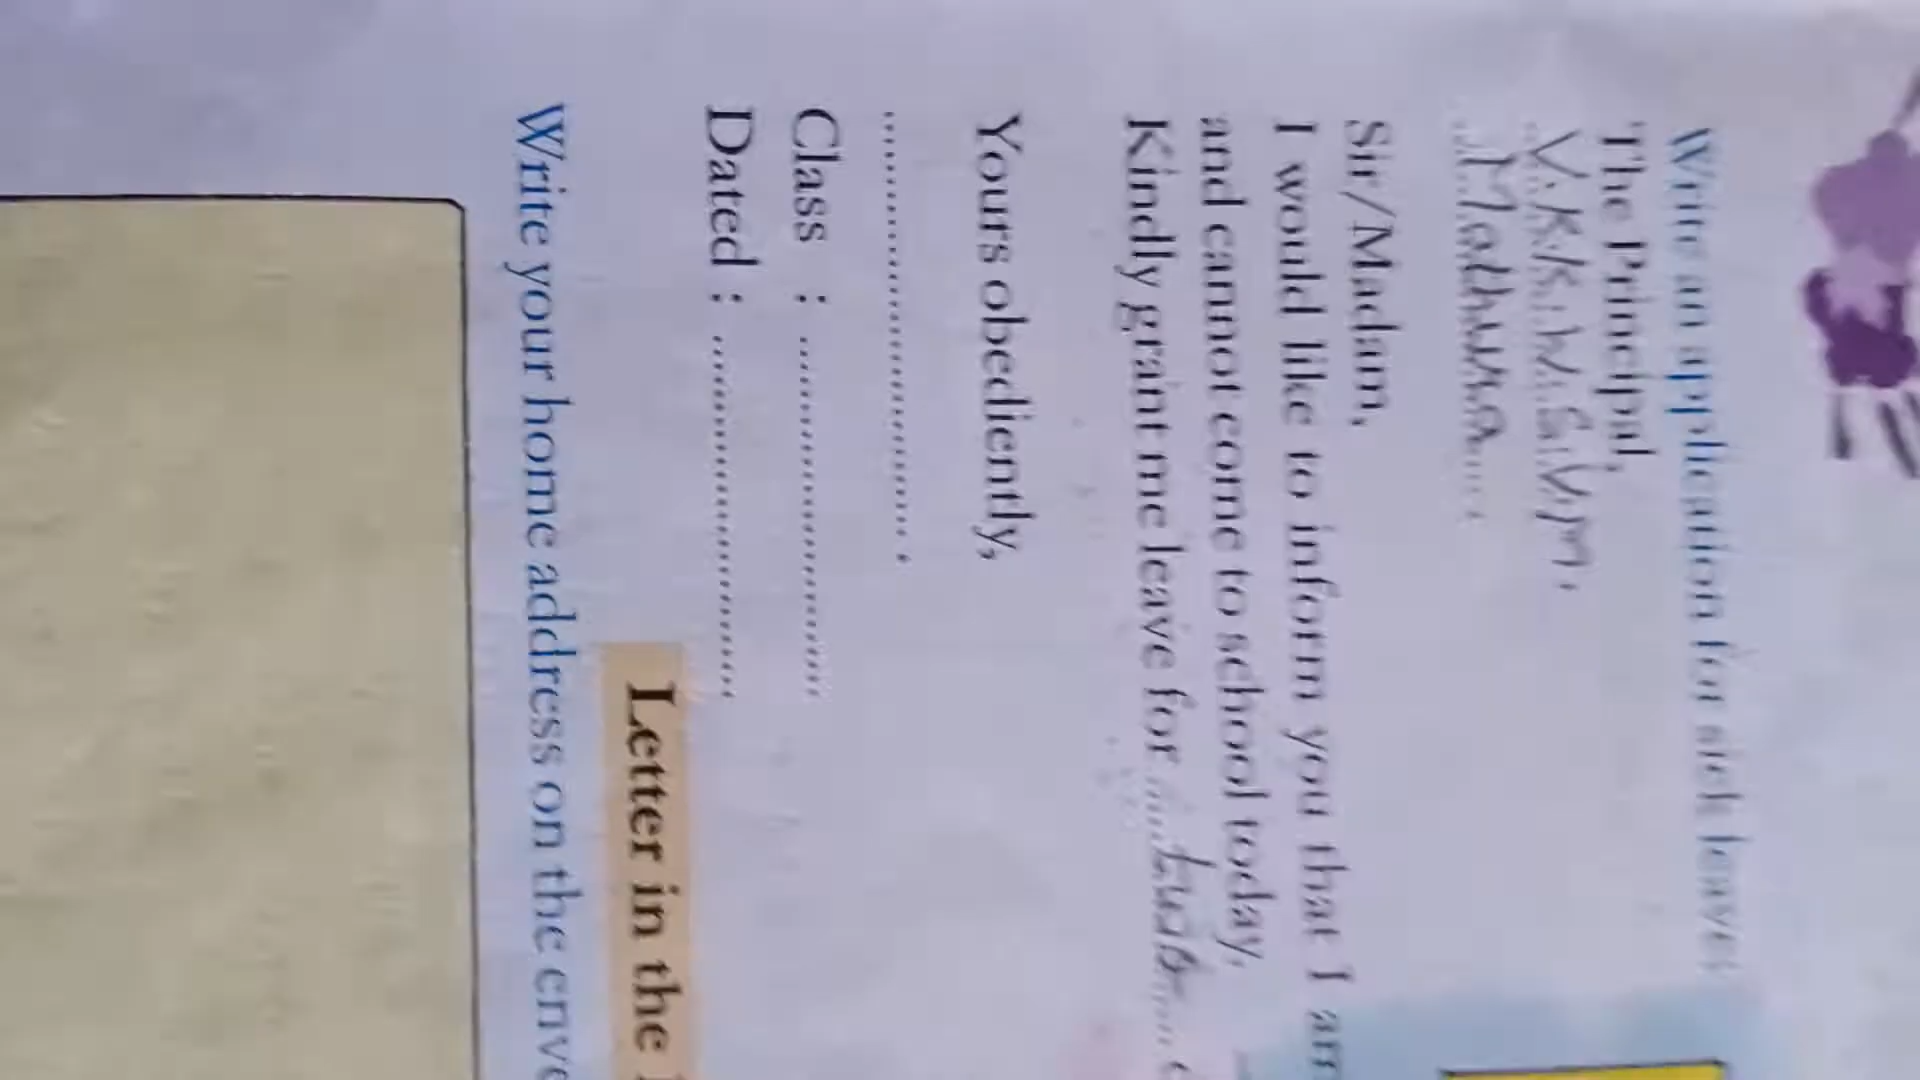 Write an application for sick leave
The Principal,
Mathura
Sir/Madam,
I would like to inform you that I am
and cannot come to school today,
Kindly grant me leave for
Yours obediently,
.............................. ,
Class : ..............................
Dated : ..............................
Letter in the
Write your home address on the enve